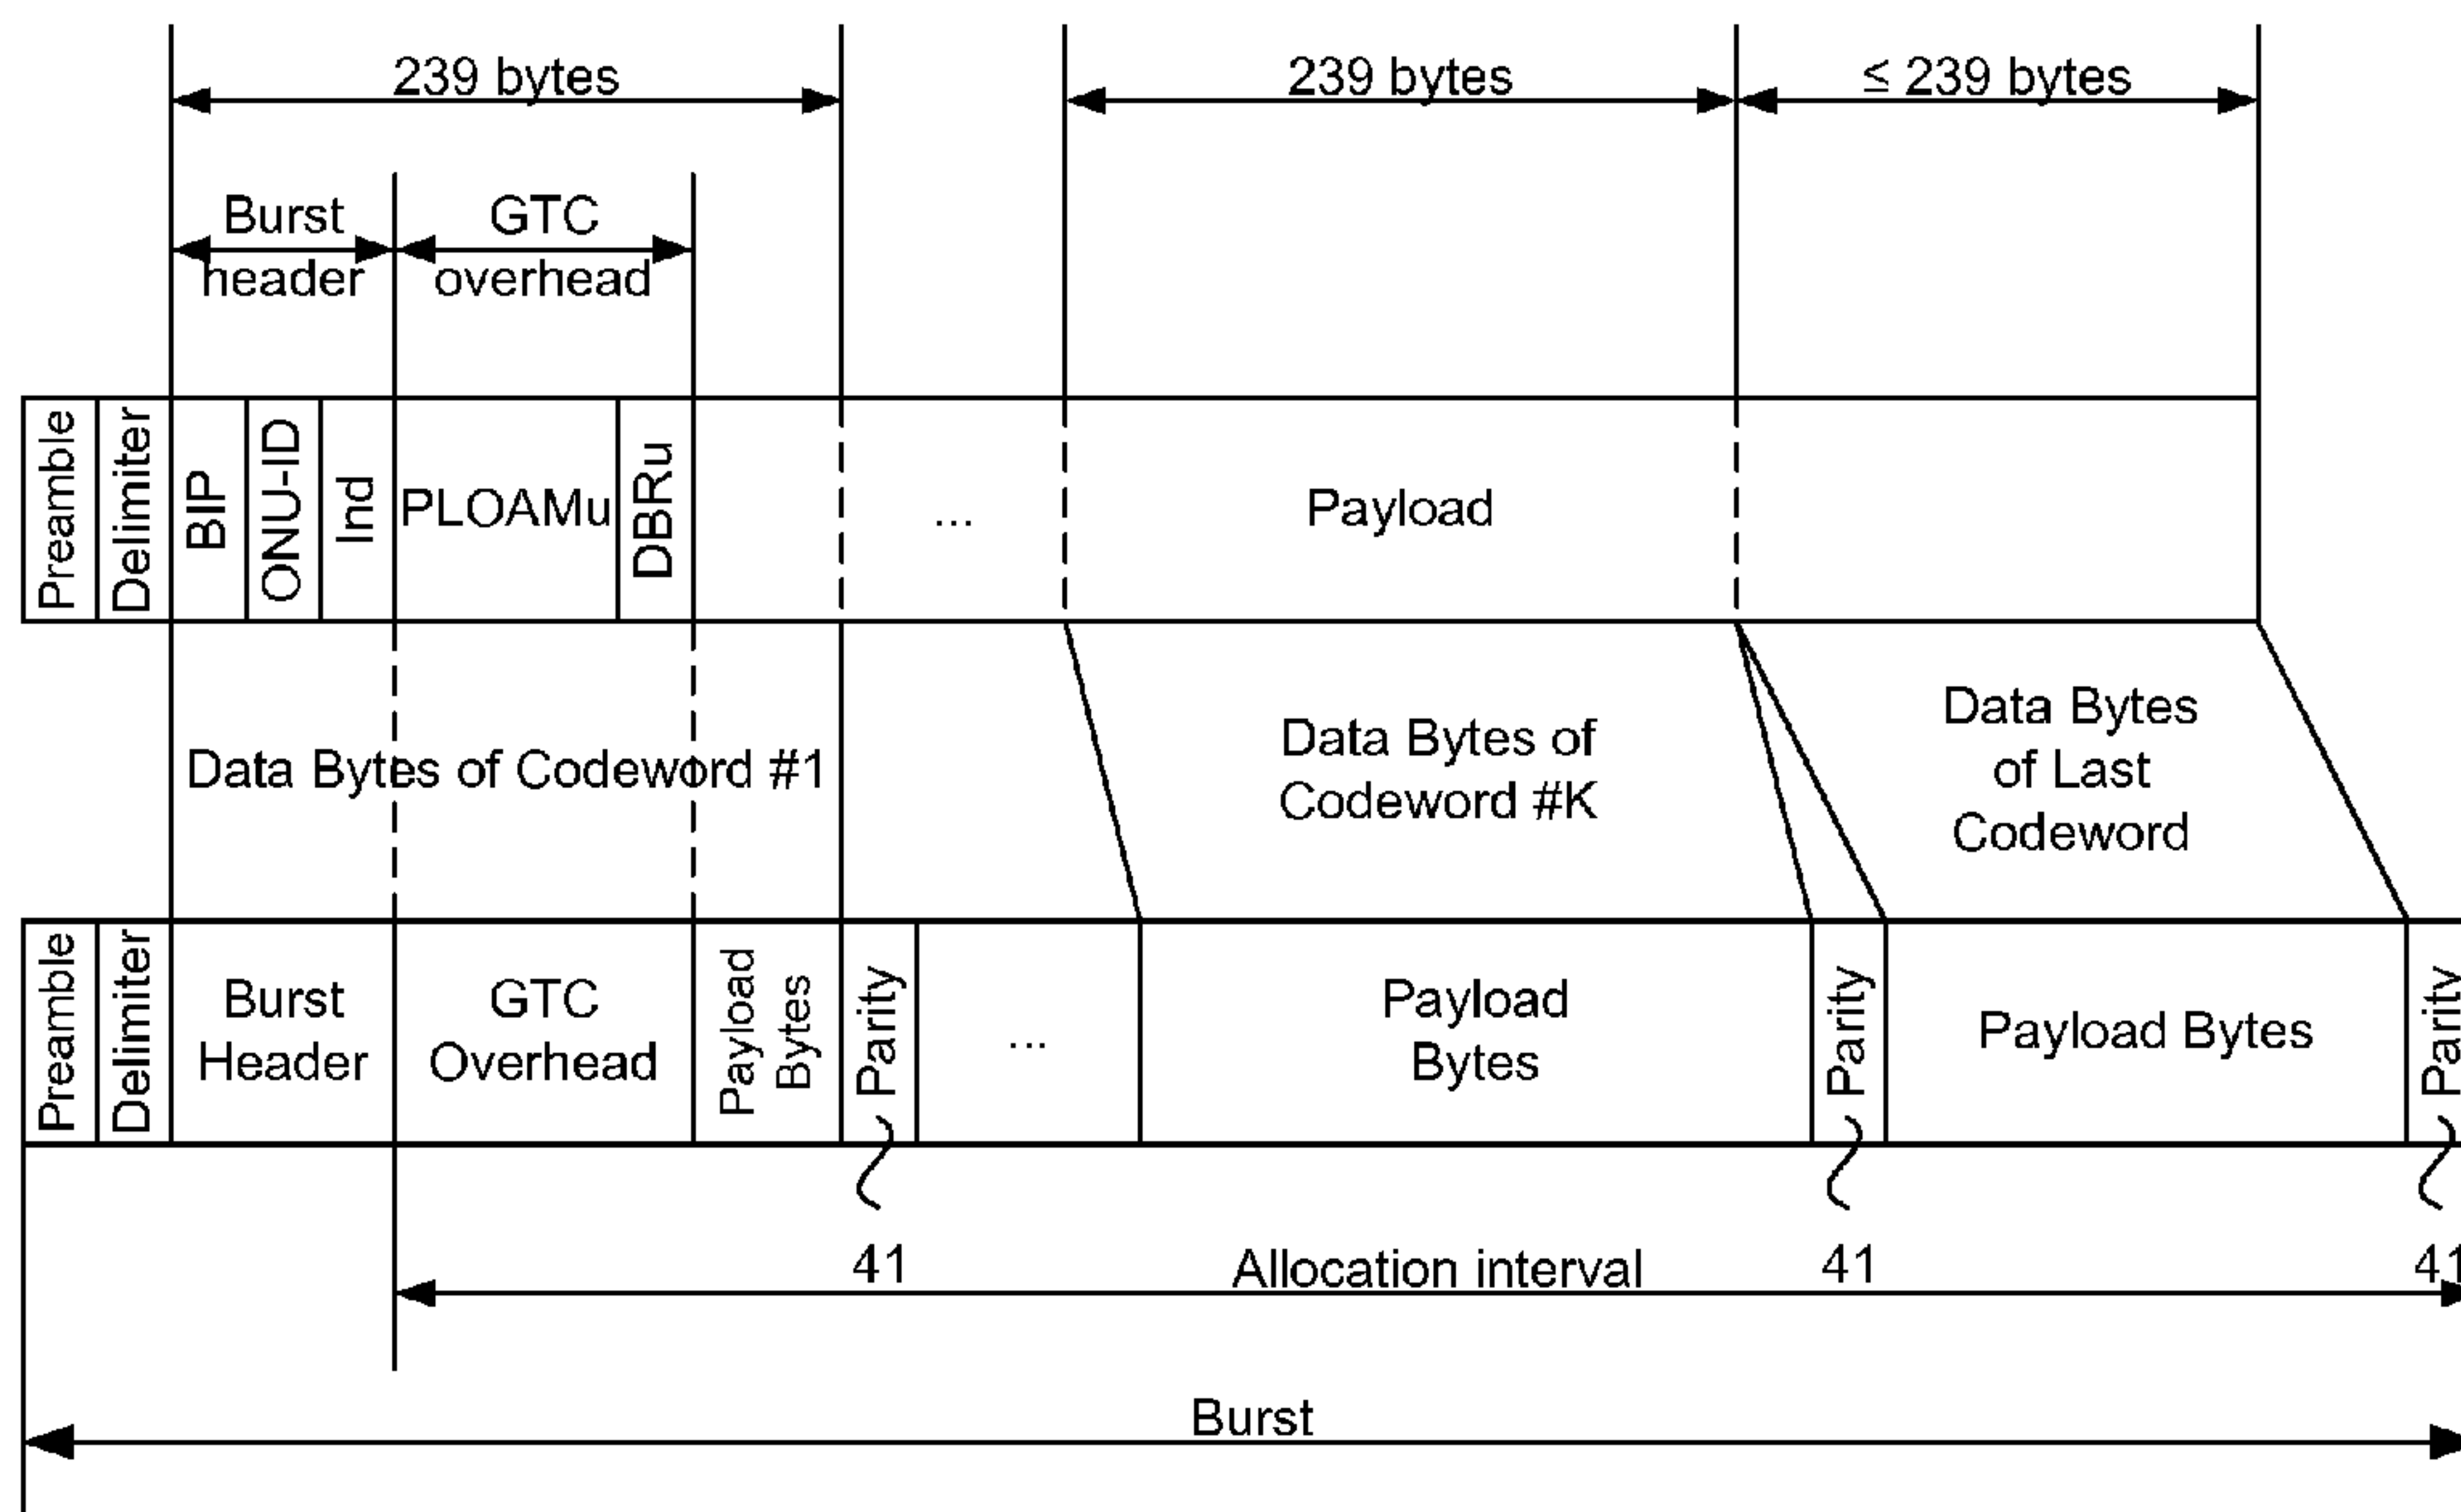 239 bytes
239 bytes
≤ 239 bytes
Burst
header
GTC
overhead
Preamble
Delimiter
BIP
ONU-ID
Ind
PLOAMu
DBRu
...
Payload
Data Bytes of Codeword #1
Data Bytes of
Codeword #K
Data Bytes
of Last
Codeword
Preamble
Delimiter
Burst
Header
GTC
Overhead
Payload
Bytes
Parity
...
Payload
Bytes
Parity
Payload Bytes
Parity
41
Allocation interval
41
41
Burst